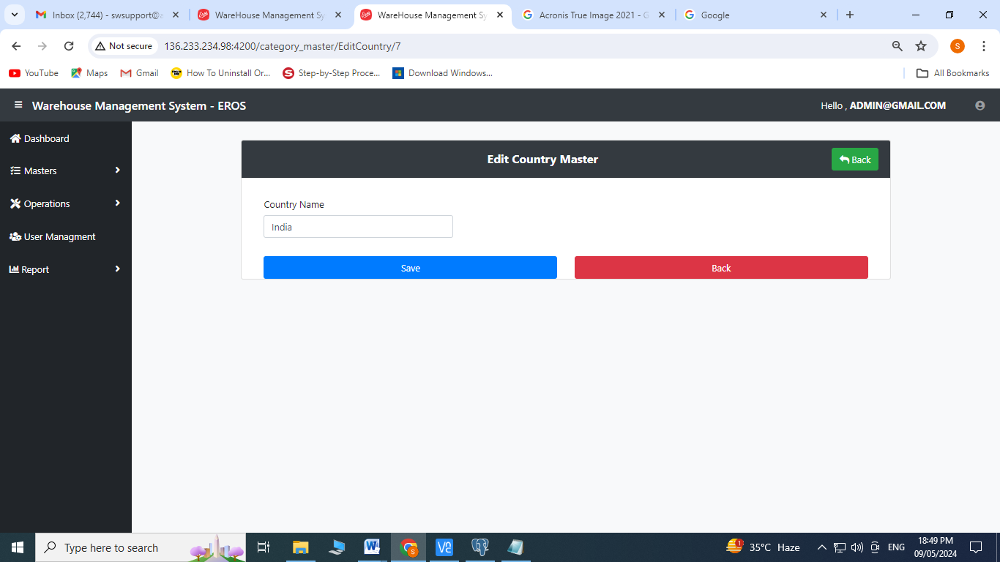 Inbox (2,744) - swsupport@
WareHouse Management Sy
WareHouse Management Sy
Acronis True Image 2021 - G
Google
Not secure
136.233.234.98:4200/category_master/EditCountry/7
S
YouTube
Maps
Gmail
How To Uninstall Or...
Step-by-Step Proce...
Download Windows...
All Bookmarks
Warehouse Management System - EROS
Hello , ADMIN@GMAIL.COM
Dashboard
Masters
Operations
User Managment
Report
Edit Country Master
Back
Country Name
India
Save
Back
Type here to search
35°C Haze
ENG
18:49 PM
09/05/2024